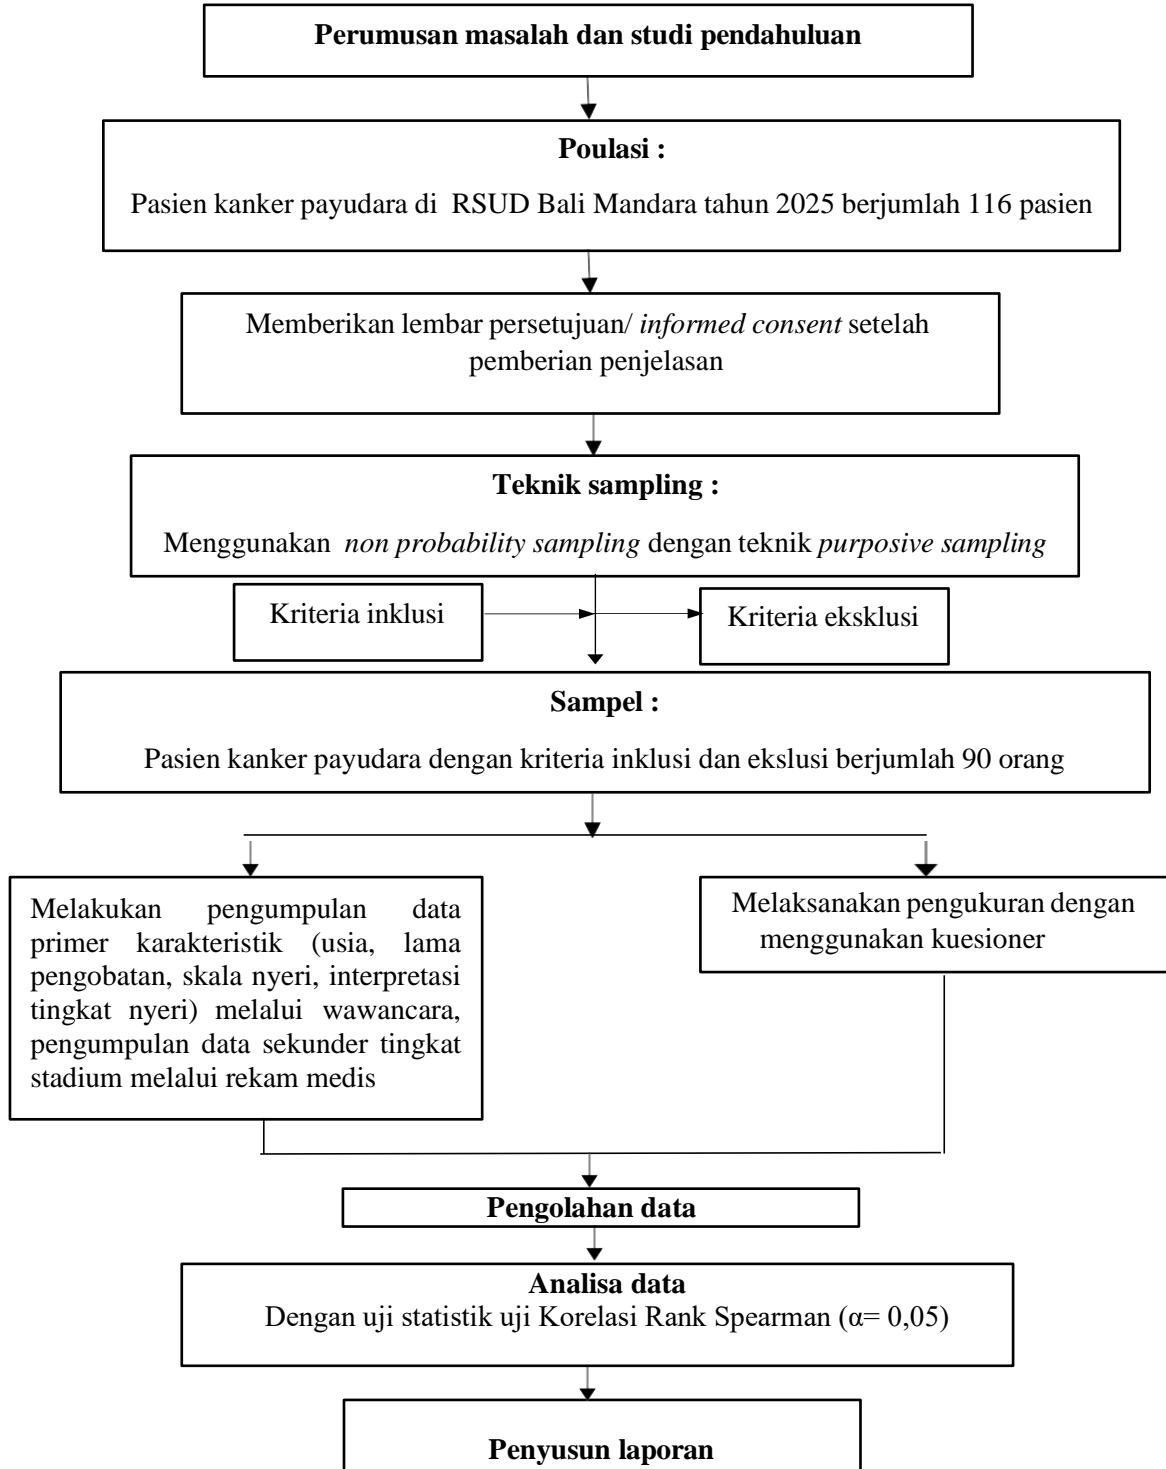 Perumusan masalah dan studi pendahuluan
Poulasi :
Pasien kanker payudara di RSUD Bali Mandara tahun 2025 berjumlah 116 pasien
Memberikan lembar persetujuan/ informed consent setelah
pemberian penjelasan
Teknik sampling :
Menggunakan non probability sampling dengan teknik purposive sampling
Kriteria inklusi
Kriteria eksklusi
Sampel :
Pasien kanker payudara dengan kriteria inklusi dan ekslusi berjumlah 90 orang
Melakukan pengumpulan data
primer karakteristik (usia, lama
pengobatan, skala nyeri, interpretasi
tingkat nyeri) melalui wawancara,
pengumpulan data sekunder tingkat
stadium melalui rekam medis
Melaksanakan pengukuran dengan
menggunakan kuesioner
Pengolahan data
Analisa data
Dengan uji statistik uji Korelasi Rank Spearman (α= 0,05)
Penyusun laporan